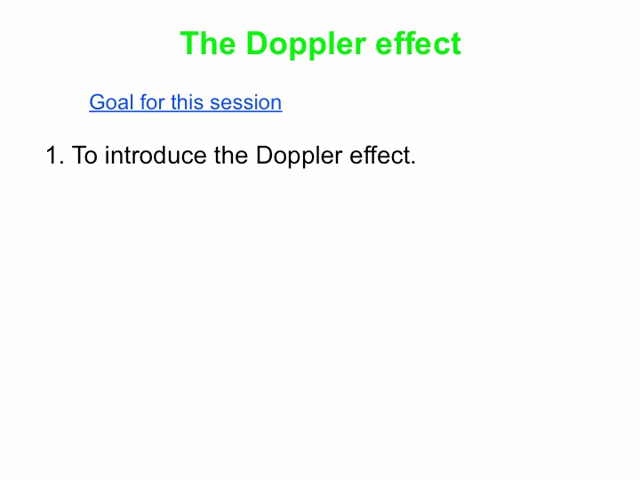 The Doppler effect
Goal for this session
1. To introduce the Doppler effect.